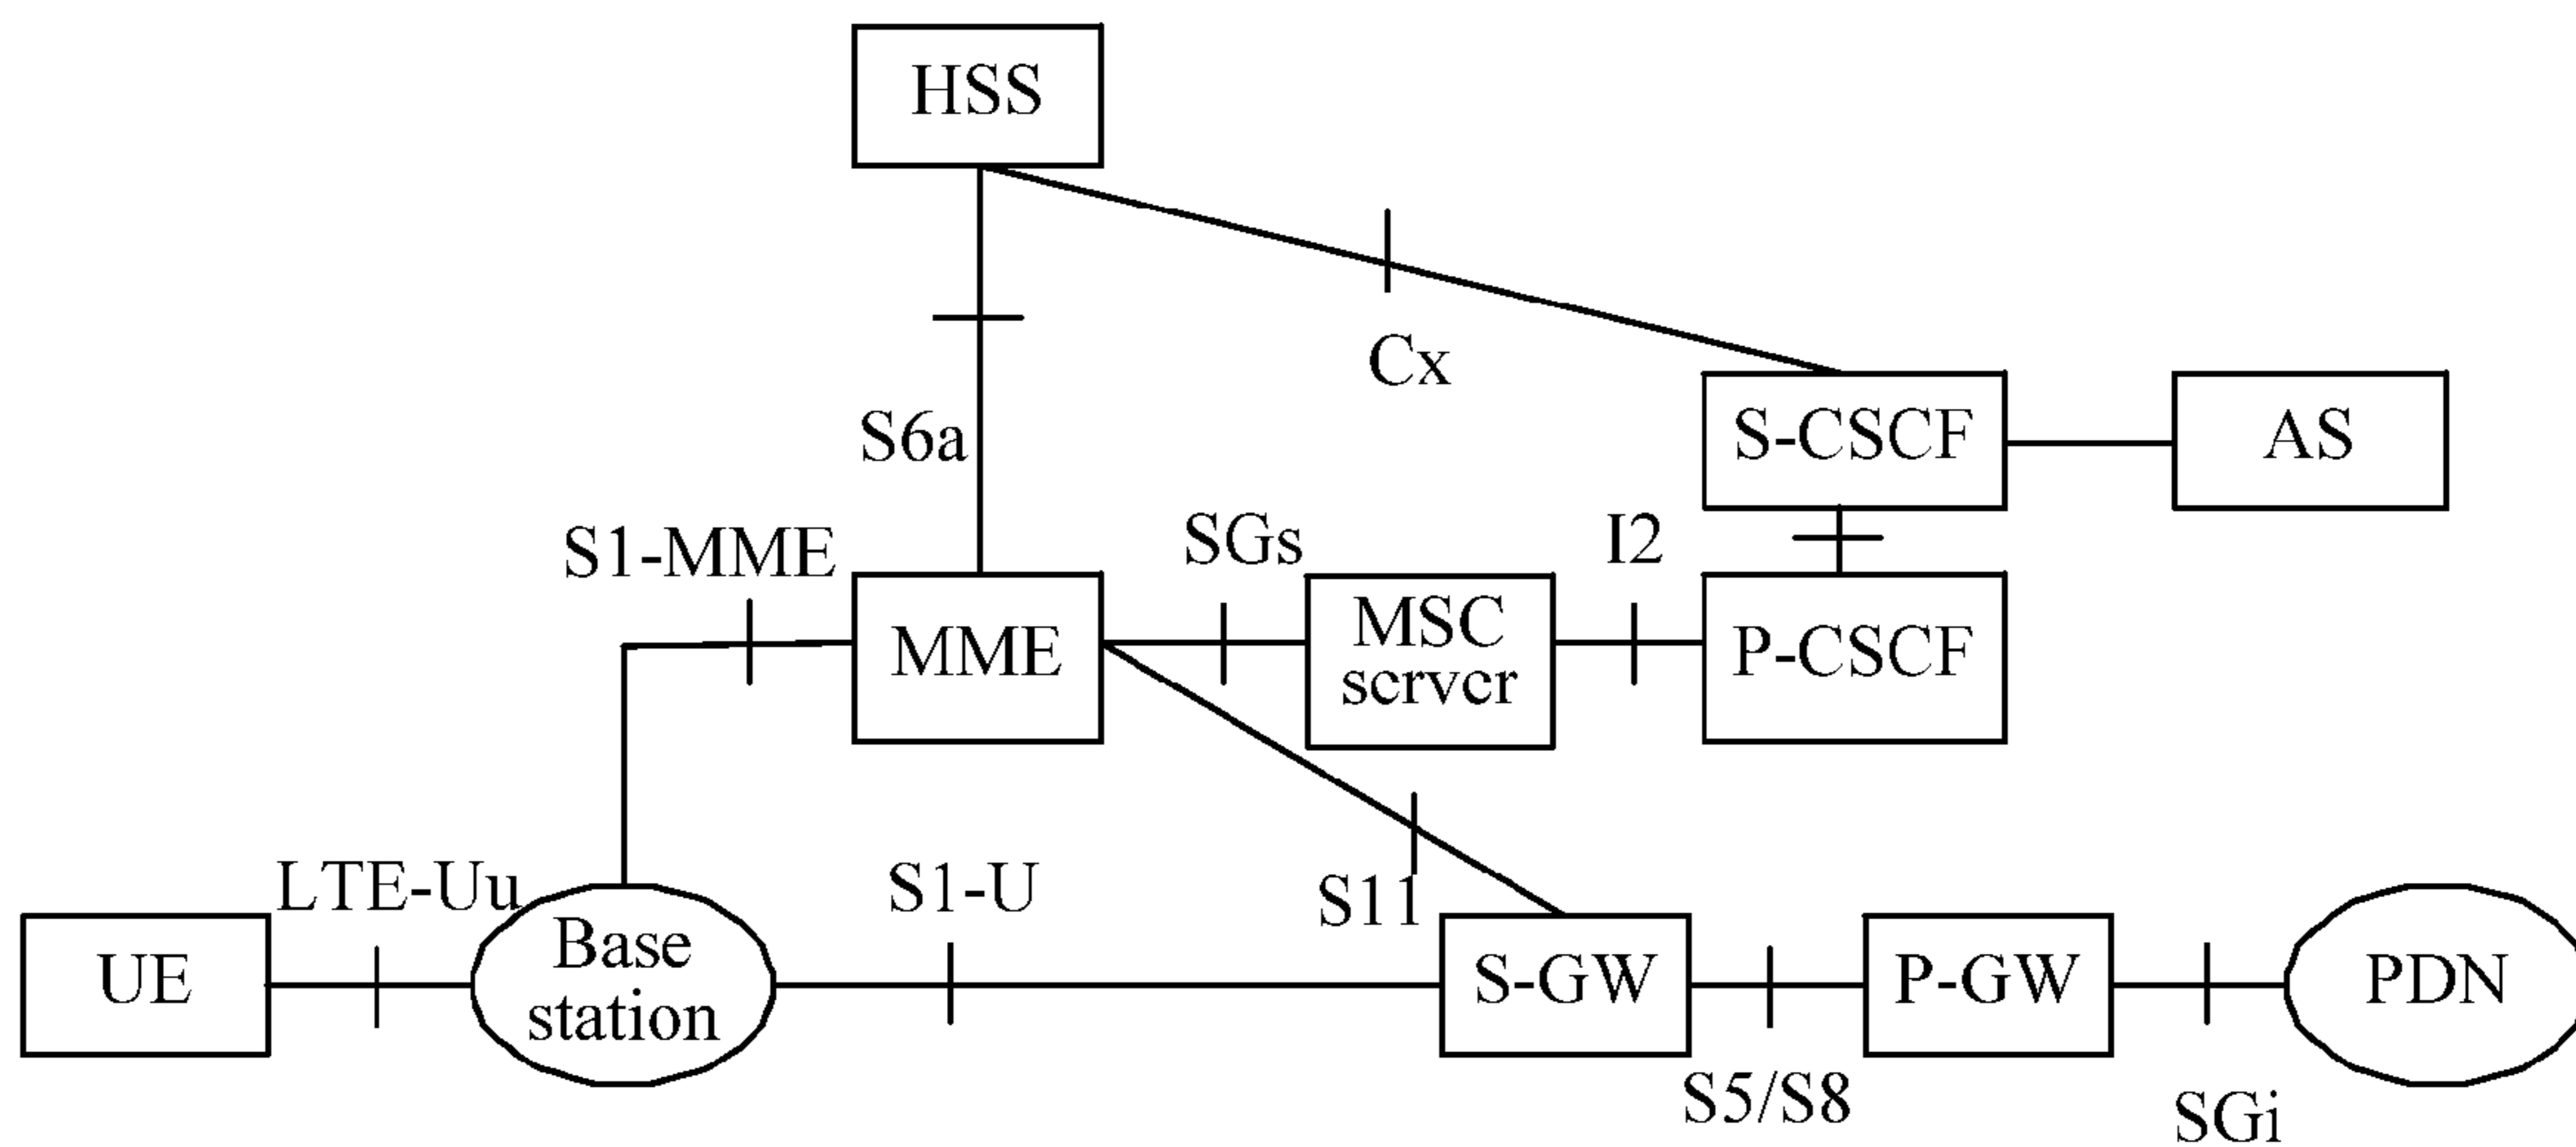 HSS
Cx
S6a
S-CSCF
AS
S1-MME
SGs
I2
MME
MSC
server
P-CSCF
LTE-Uu
S1-U
S11
UE
Base
station
S-GW
P-GW
PDN
S5/S8
SGi